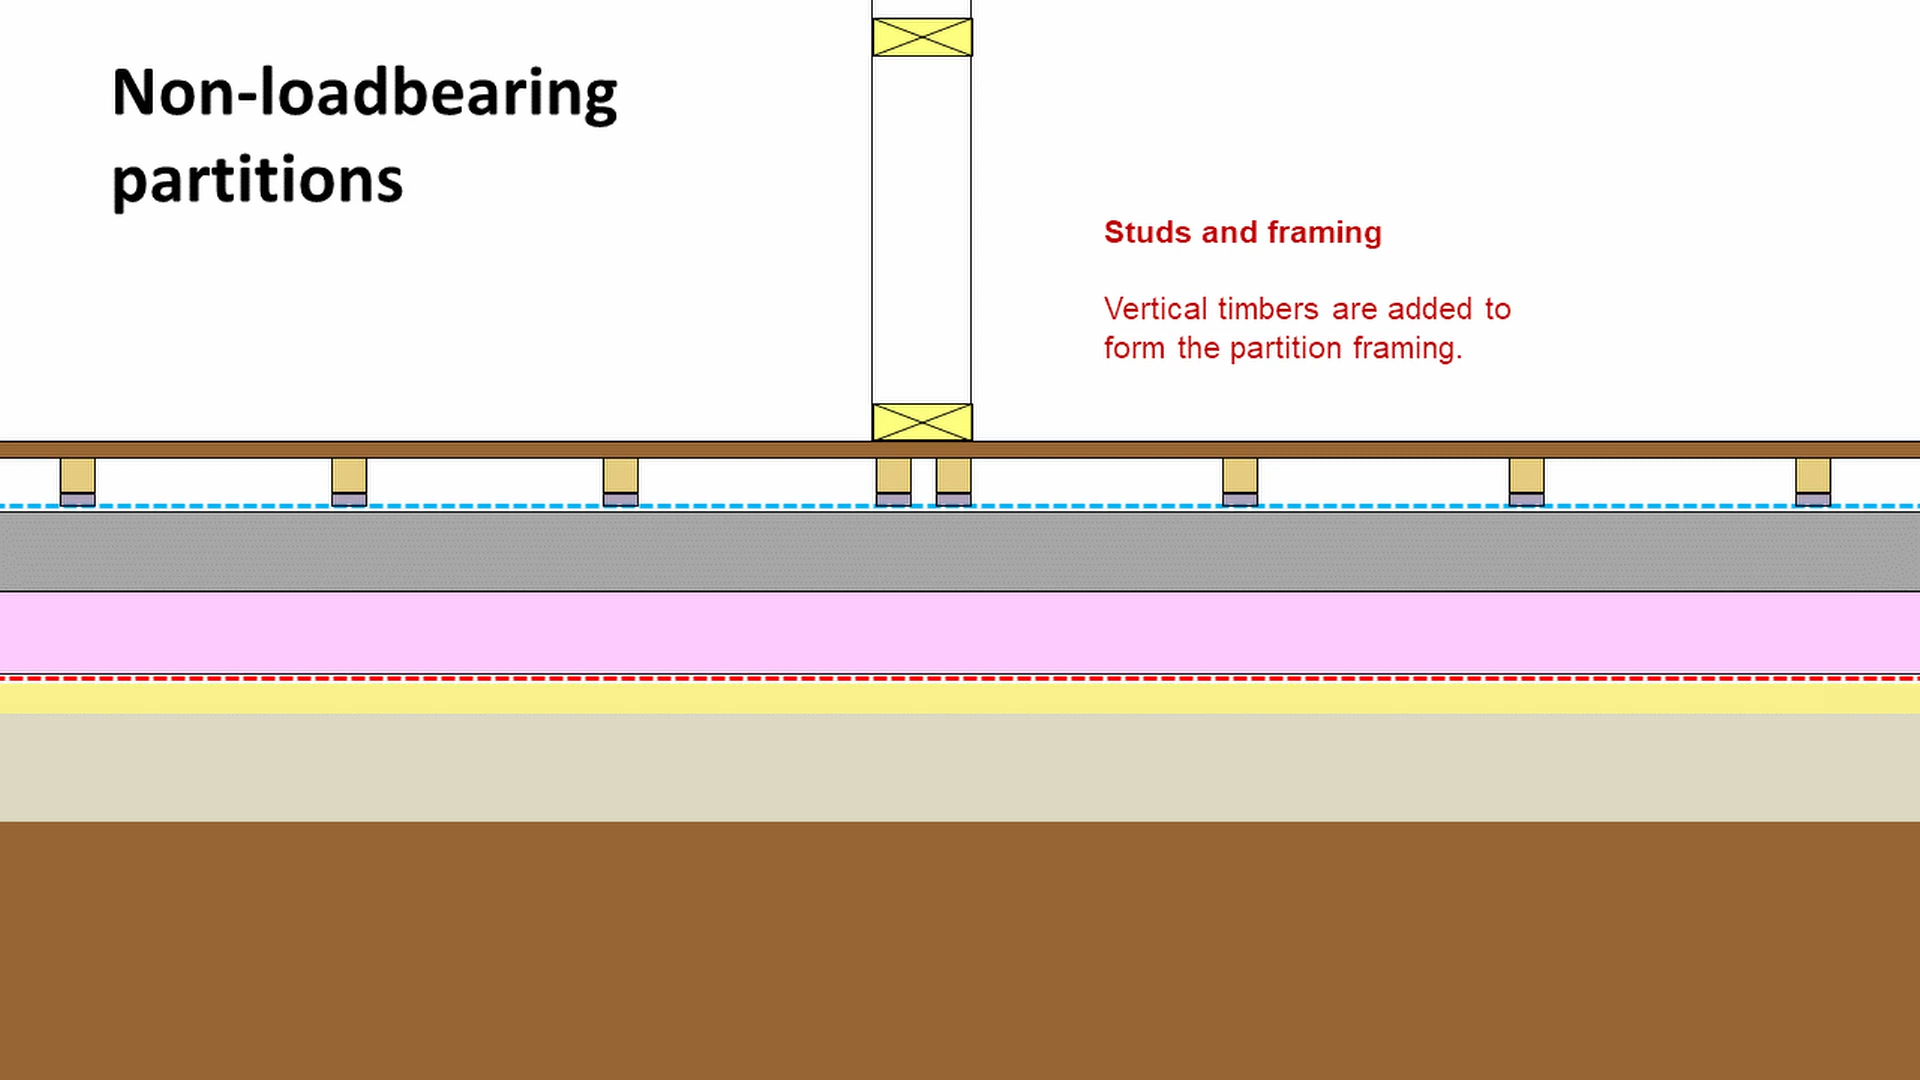 Non-loadbearing
partitions
Studs and framing
Vertical timbers are added to
form the partition framing.